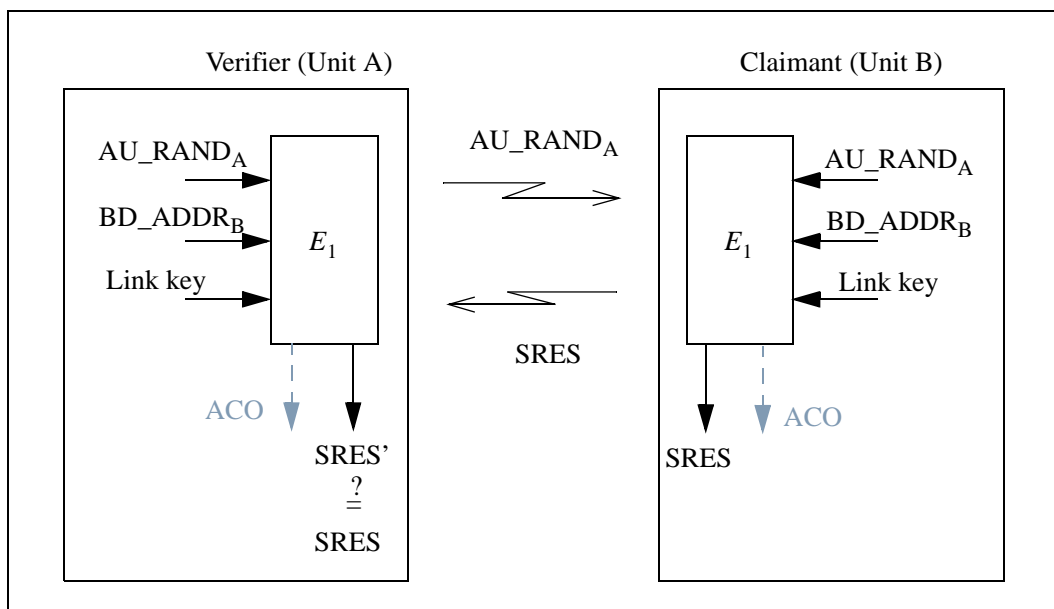 Verifier (Unit A)
Claimant (Unit B)
AU_RANDA
BD_ADDRB
Link key
E1
ACO
SRES’
?
=
SRES
AU_RANDA
SRES
AU_RANDA
BD_ADDRB
Link key
E1
SRES
ACO